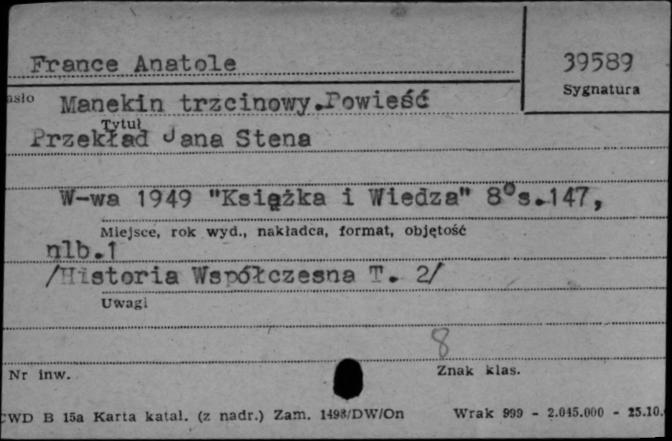 France Anatole
39589
Sygnatura
Manekin trzcinowy.Powieść
Tytuł
Przekład Jana Stena
W-wa 1949 "Książka i Wiedza" 8° s.147,
Miejsce, rok wyd., nakładca, format, objętość
nlb.1
/Historia Współczesna T. 2/
Uwagi
8
Nr inw.
Znak klas.
CWD B 15a Karta katal. (z nadr.) Zam. 1498/DW/On Wrak 999 - 2.045.000 - 25.10.